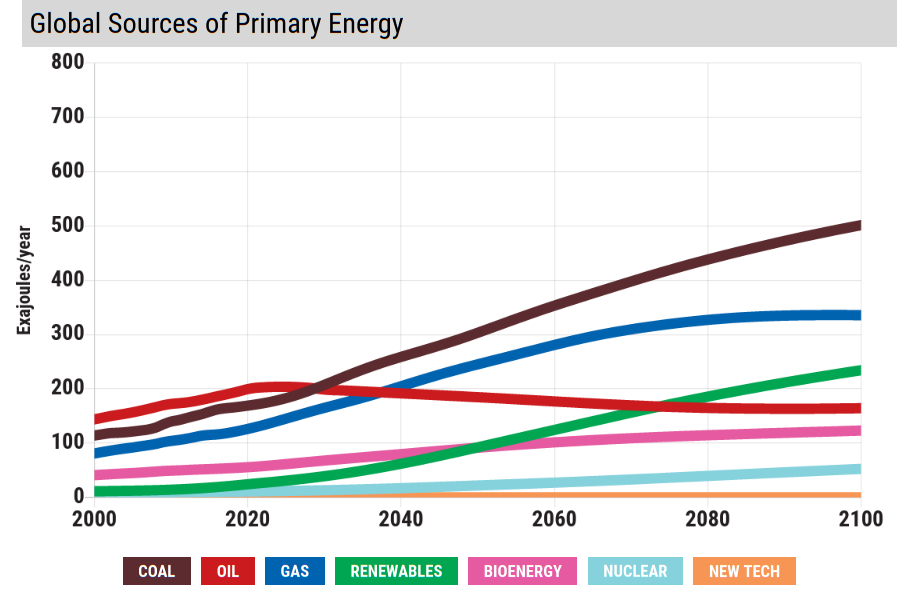 Global Sources of Primary Energy
800
700
600
500
400
300
200
100
0
Exajoules/year
2000 2020 2040 2060 2080 2100
COAL OIL GAS RENEWABLES BIOENERGY NUCLEAR NEW TECH